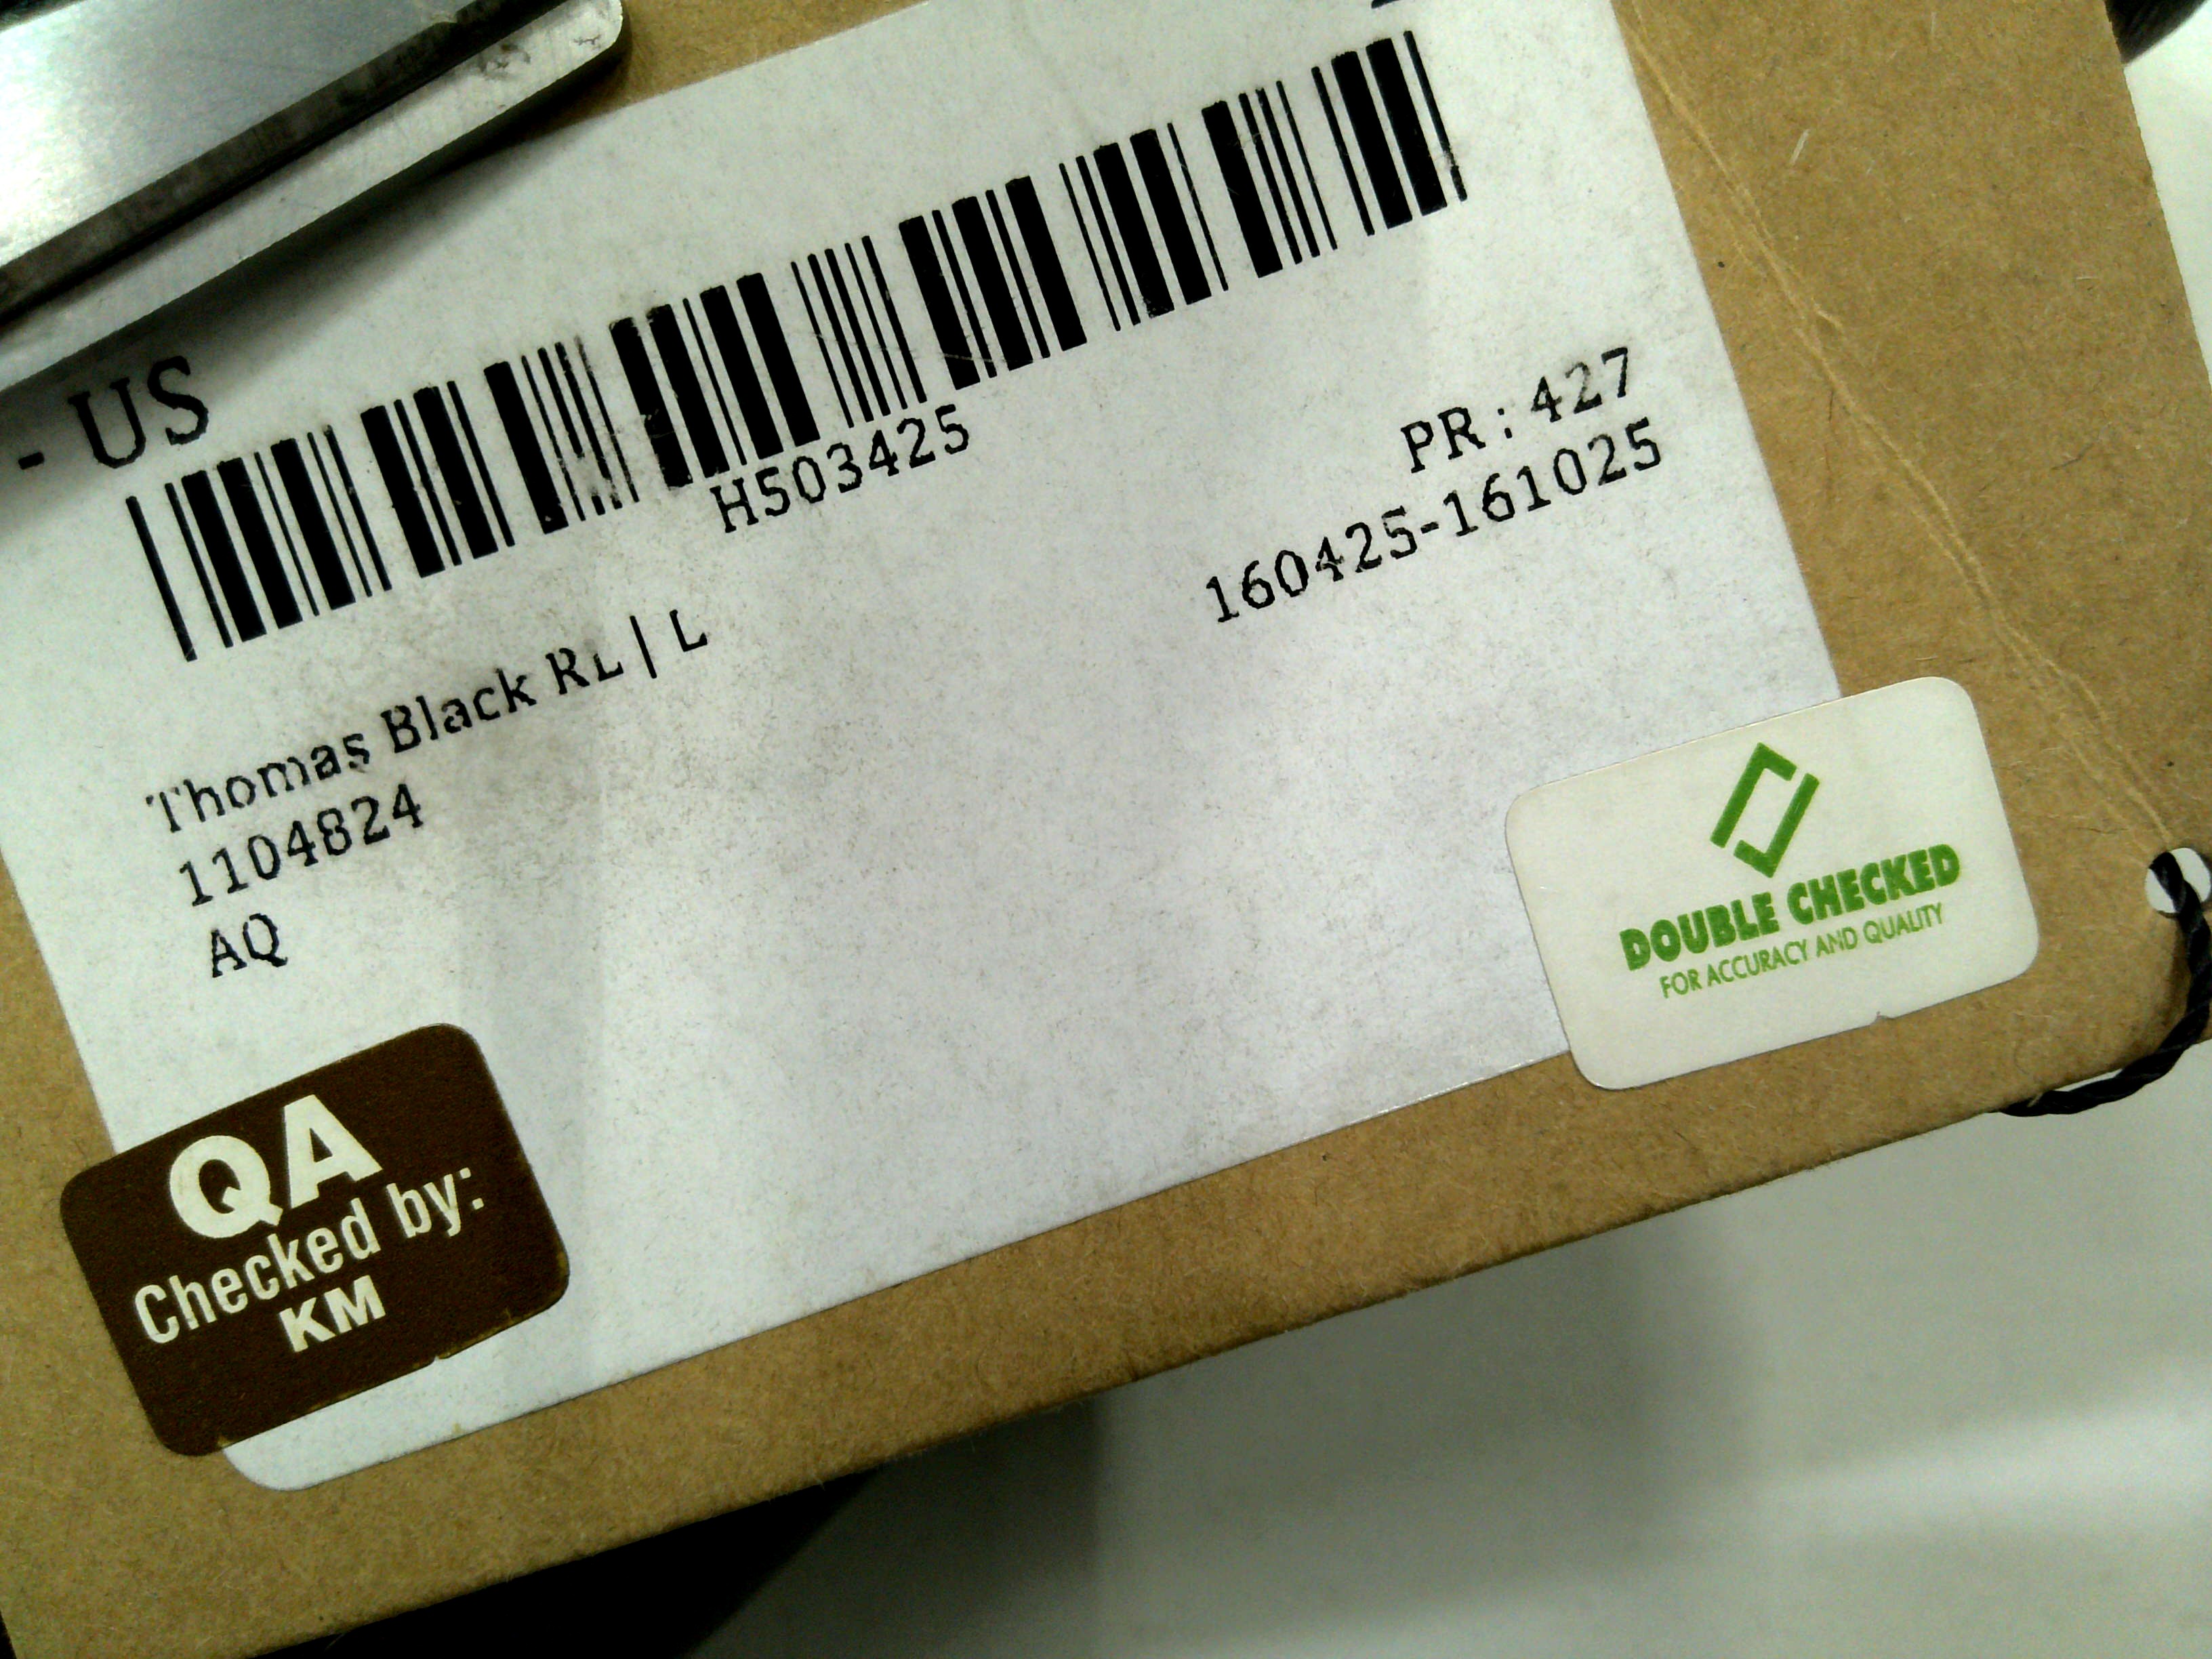 - US
H503425
PR : 427
160425-161025
Thomas Black RL | L
1104824
AQ
DOUBLE CHECKED
FOR ACCURACY AND QUALITY
QA
Checked by:
KM